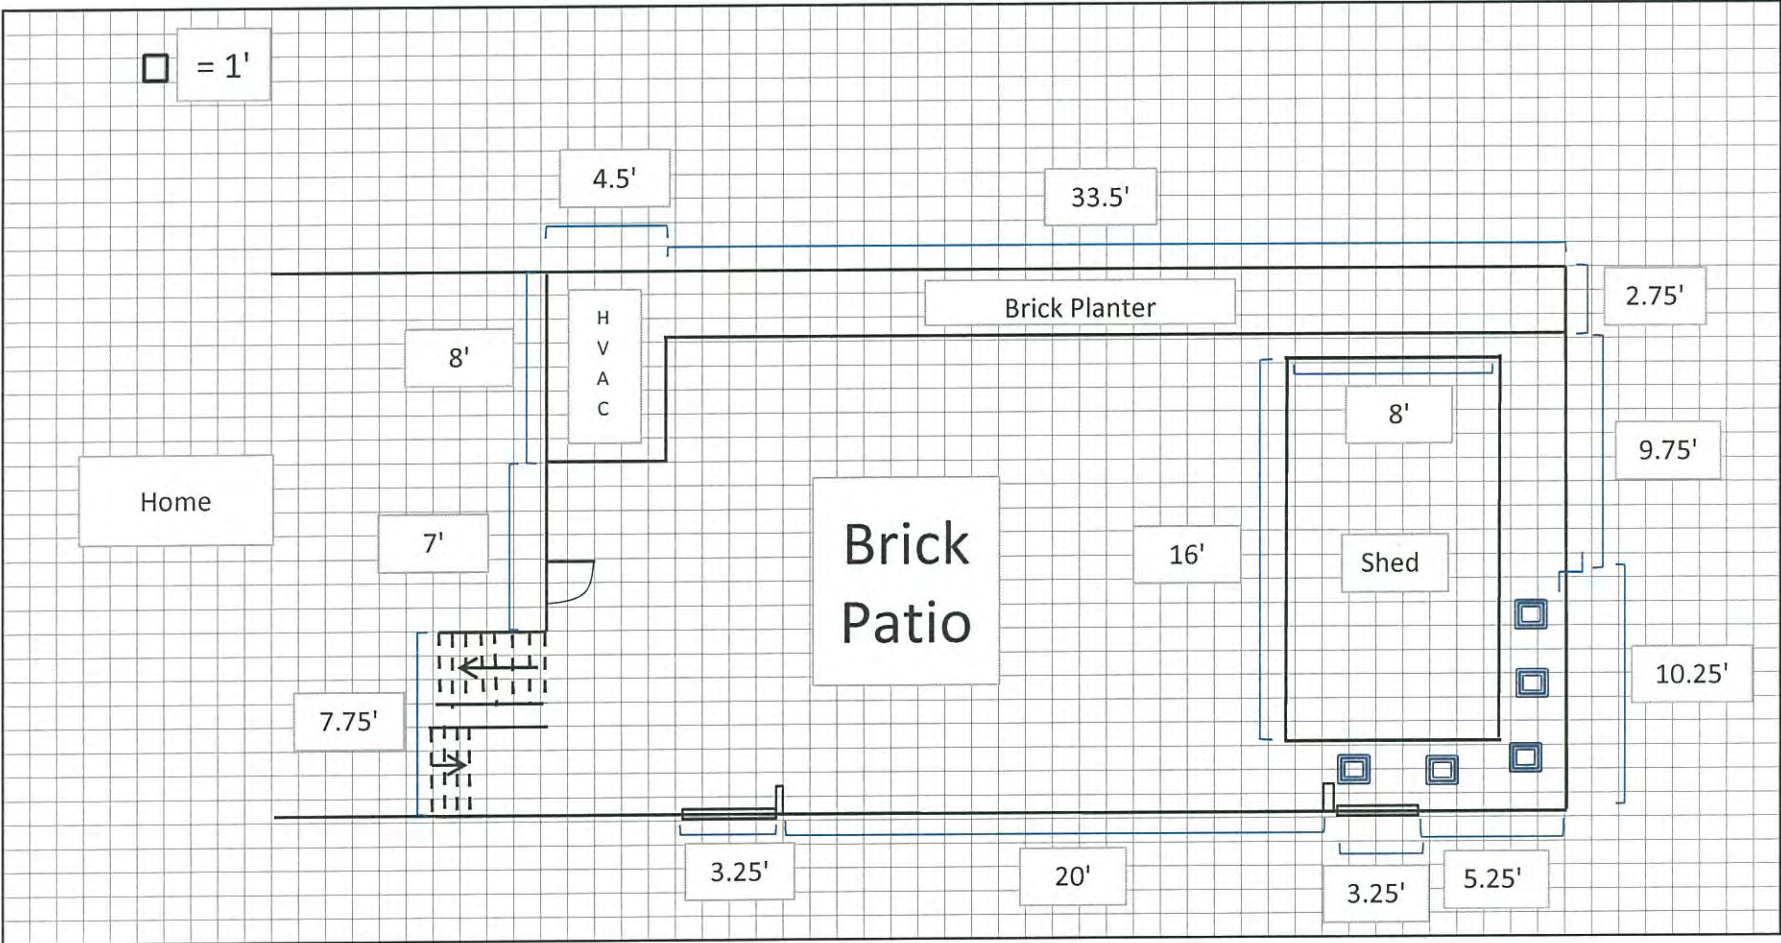 = 1'
4.5'
33.5'
2.75'
Brick Planter
H
V
A
C
8'
8'
9.75'
Home
7'
Brick
Patio
16'
Shed
10.25'
7.75'
3.25'
20'
3.25'
5.25'